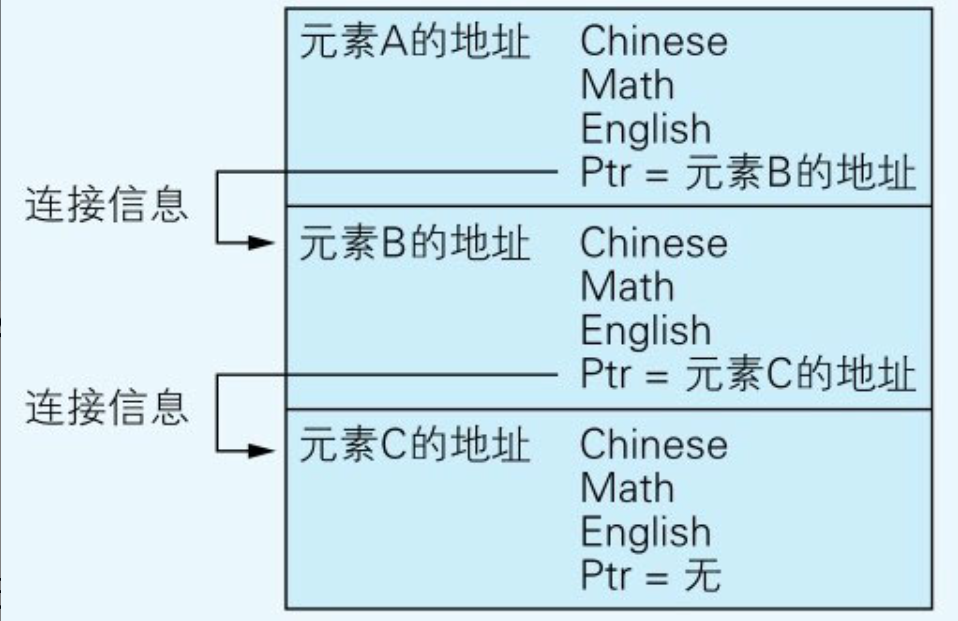 元素A的地址 Chinese
Math
English
Ptr = 元素B的地址
连接信息
元素B的地址 Chinese
Math
English
Ptr = 元素C的地址
连接信息
元素C的地址 Chinese
Math
English
Ptr = 无